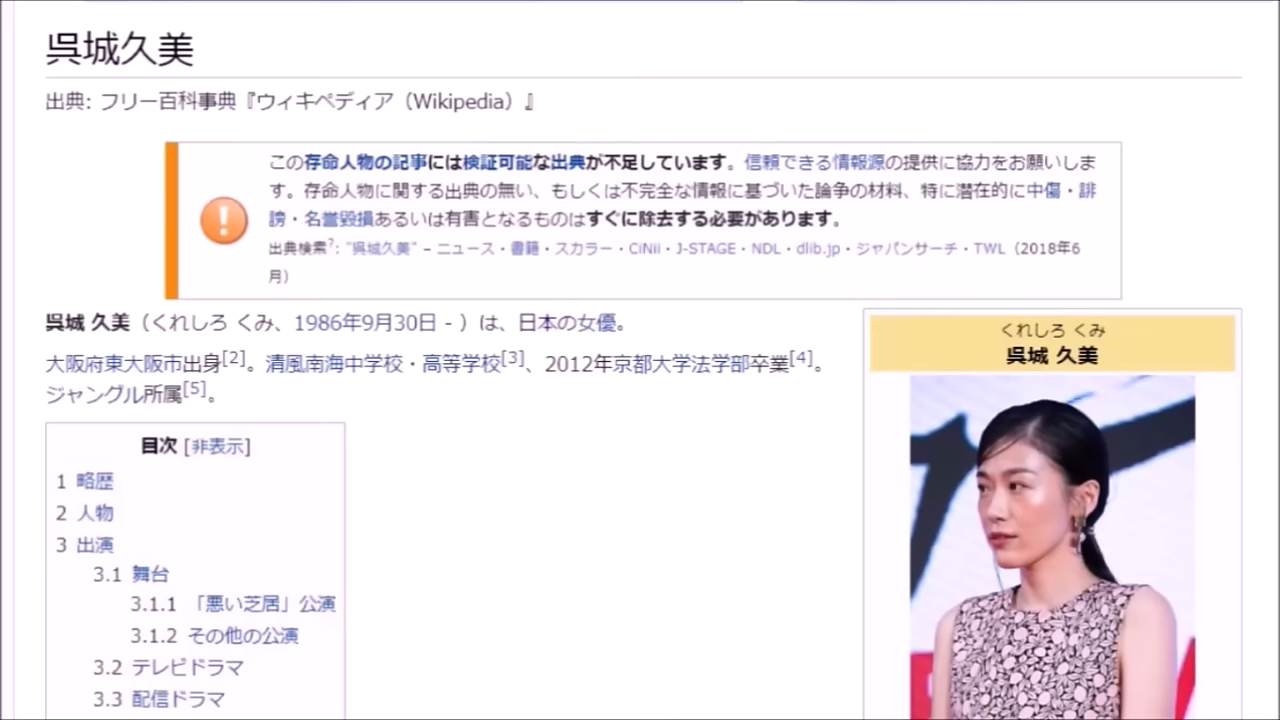 呉城久美
出典: フリー百科事典『ウィキペディア（Wikipedia）』
この存命人物の記事には検証可能な出典が不足しています。信頼できる情報源の提供に協力をお願いしま
す。存命人物に関する出典の無い、もしくは不完全な情報に基づいた論争の材料、特に潜在的に中傷・誹
謗・名誉毀損あるいは有害となるものはすぐに除去する必要があります。
出典検索?: "呉城久美" – ニュース・書籍・スカラー・CiNii・J-STAGE・NDL・dlib.jp・ジャパンサーチ・TWL（2018年6
月）
呉城 久美（くれしろ くみ、1986年9月30日 - ）は、日本の女優。
大阪府東大阪市出身[2]。清風南海中学校・高等学校[3]、2012年京都大学法学部卒業[4]。
ジャングル所属[5]。
目次 [非表示]
1 略歴
2 人物
3 出演
3.1 舞台
3.1.1 「悪い芝居」公演
3.1.2 その他の公演
3.2 テレビドラマ
3.3 配信ドラマ
くれしろ くみ
呉城 久美